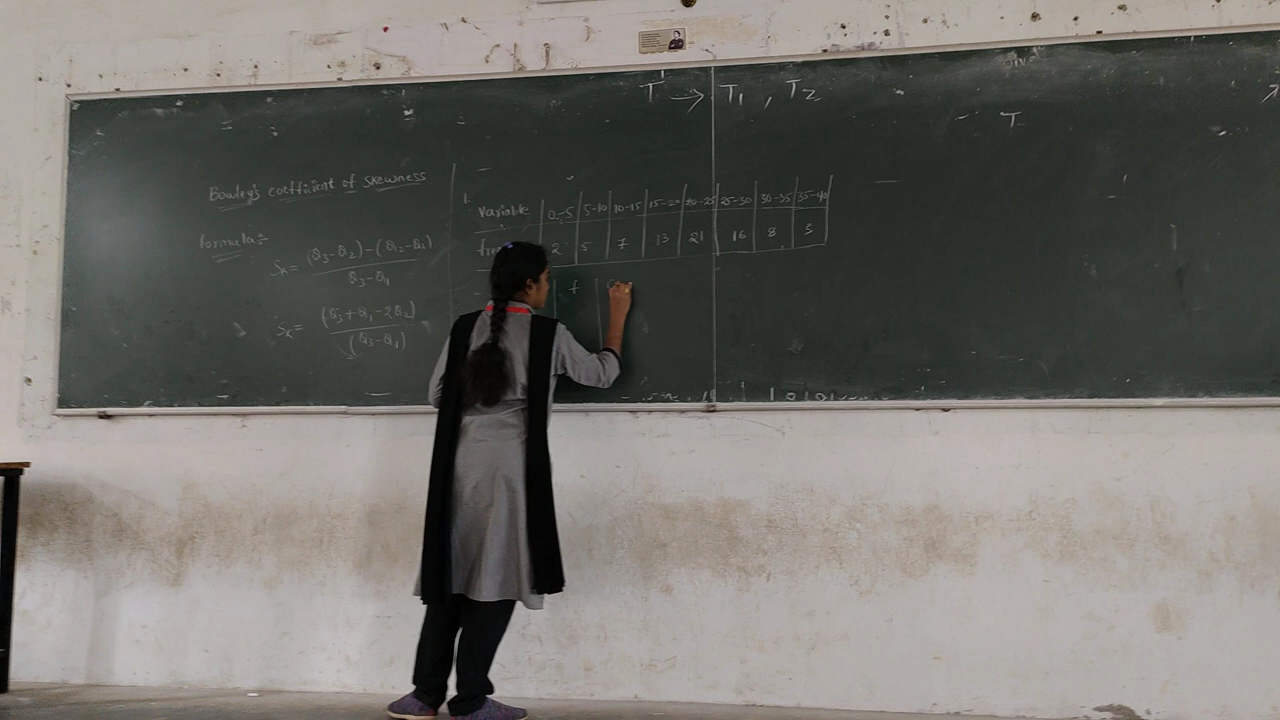 T → T1 , T2
T
Bowley's coefficient of skewness
formula:-
Sk = (Q3-Q2)-(Q2-Q1)
Q3-Q1
Sk = (Q3+Q1-2Q2)
(Q3-Q1)
1.
Variable 0-5 5-10 10-15 15-20 20-25 25-30 30-35 35-40
2 5 7 13 21 16 8 3
f